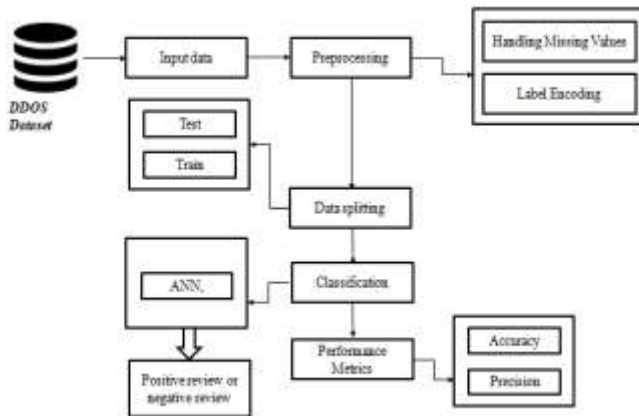 DDOS
Dataset
Input data
Preprocessing
Handling Missing Values
Label Encoding
Test
Train
Data splitting
ANN,
Classification
Positive review or
negative review
Performance
Metrics
Accuracy
Precision